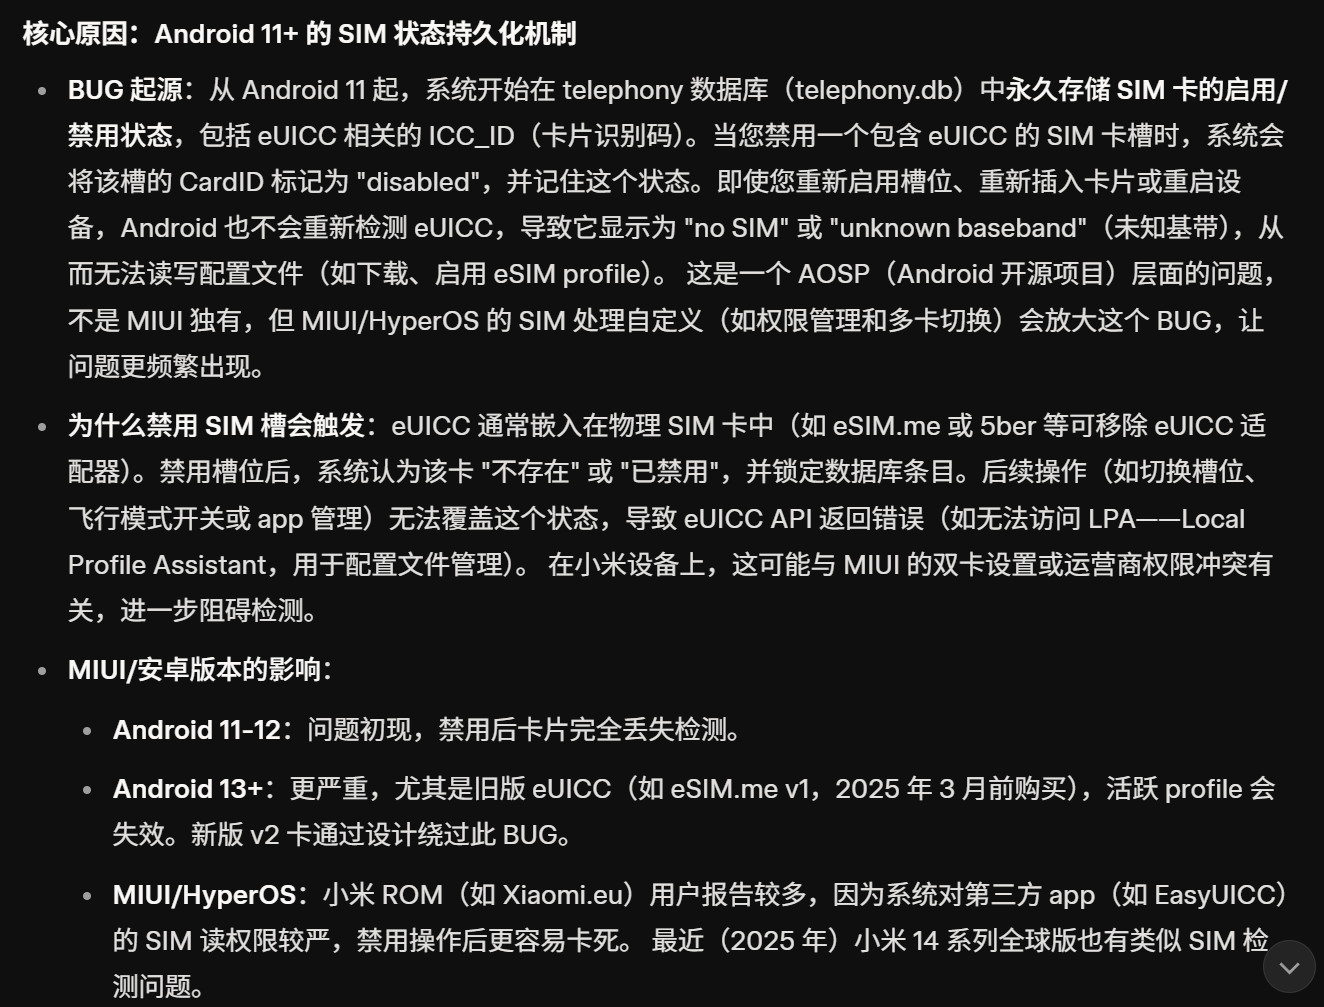 核心原因：Android 11+ 的 SIM 状态持久化机制
• BUG 起源：从 Android 11 起，系统开始在 telephony 数据库（telephony.db）中永久存储 SIM 卡的启用/
禁用状态，包括 eUICC 相关的 ICC_ID（卡片识别码）。当您禁用一个包含 eUICC 的 SIM 卡槽时，系统会
将该槽的 CardID 标记为 "disabled"，并记住这个状态。即使您重新启用槽位、重新插入卡片或重启设
备，Android 也不会重新检测 eUICC，导致它显示为 "no SIM" 或 "unknown baseband"（未知基带），从
而无法读写配置文件（如下载、启用 eSIM profile）。 这是一个 AOSP（Android 开源项目）层面的问题，
不是 MIUI 独有，但 MIUI/HyperOS 的 SIM 处理自定义（如权限管理和多卡切换）会放大这个 BUG，让
问题更频繁出现。
• 为什么禁用 SIM 槽会触发：eUICC 通常嵌入在物理 SIM 卡中（如 eSIM.me 或 5ber 等可移除 eUICC 适
配器）。禁用槽位后，系统认为该卡 "不存在" 或 "已禁用"，并锁定数据库条目。后续操作（如切换槽位、
飞行模式开关或 app 管理）无法覆盖这个状态，导致 eUICC API 返回错误（如无法访问 LPA——Local
Profile Assistant，用于配置文件管理）。 在小米设备上，这可能与 MIUI 的双卡设置或运营商权限冲突有
关，进一步阻碍检测。
• MIUI/安卓版本的影响：
• Android 11-12：问题初现，禁用后卡片完全丢失检测。
• Android 13+：更严重，尤其是旧版 eUICC（如 eSIM.me v1，2025 年 3 月前购买），活跃 profile 会
失效。新版 v2 卡通过设计绕过此 BUG。
• MIUI/HyperOS：小米 ROM（如 Xiaomi.eu）用户报告较多，因为系统对第三方 app（如 EasyUICC）
的 SIM 读权限较严，禁用操作后更容易卡死。 最近（2025 年）小米 14 系列全球版也有类似 SIM 检
测问题。